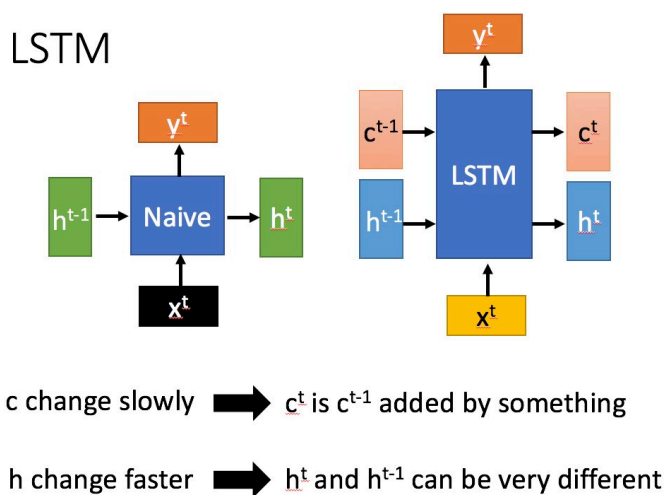 LSTM
yᵗ
hᵗ⁻¹
Naive
hᵗ
xᵗ
yᵗ
cᵗ⁻¹
cᵗ
LSTM
hᵗ⁻¹
hᵗ
xᵗ
c change slowly
cᵗ is cᵗ⁻¹ added by something
h change faster
hᵗ and hᵗ⁻¹ can be very different